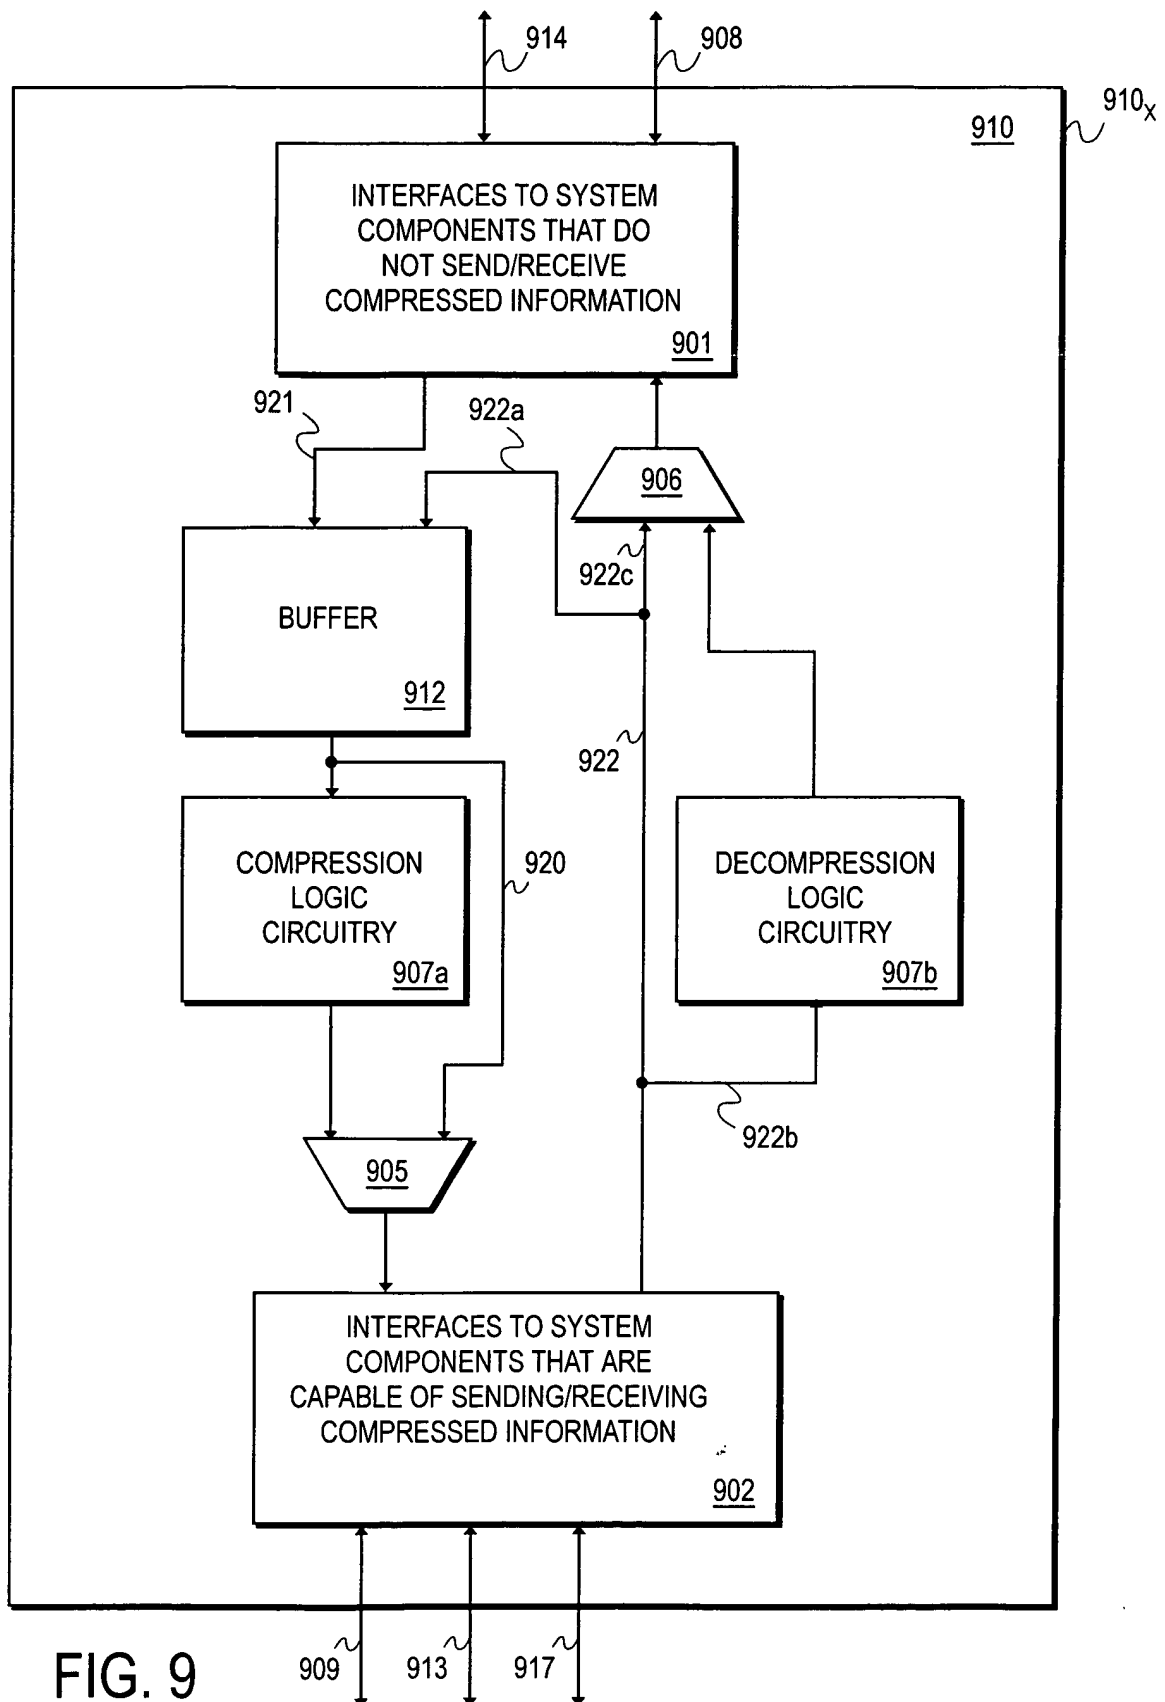 914
908
910X
910
INTERFACES TO SYSTEM
COMPONENTS THAT DO
NOT SEND/RECEIVE
COMPRESSED INFORMATION
901
921
922a
906
922c
BUFFER
912
922
COMPRESSION
LOGIC
CIRCUITRY
907a
920
DECOMPRESSION
LOGIC
CIRCUITRY
907b
922b
905
INTERFACES TO SYSTEM
COMPONENTS THAT ARE
CAPABLE OF SENDING/RECEIVING
COMPRESSED INFORMATION
902
909
913
917
FIG. 9